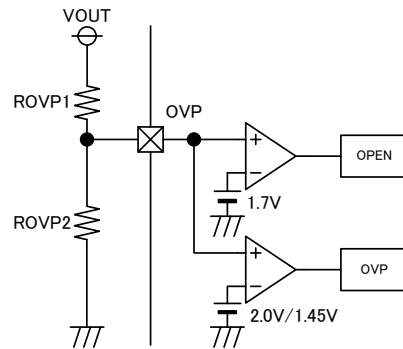 VOUT
ROVP1
OVP
+
−
OPEN
1.7V
ROVP2
+
−
OVP
2.0V/1.45V